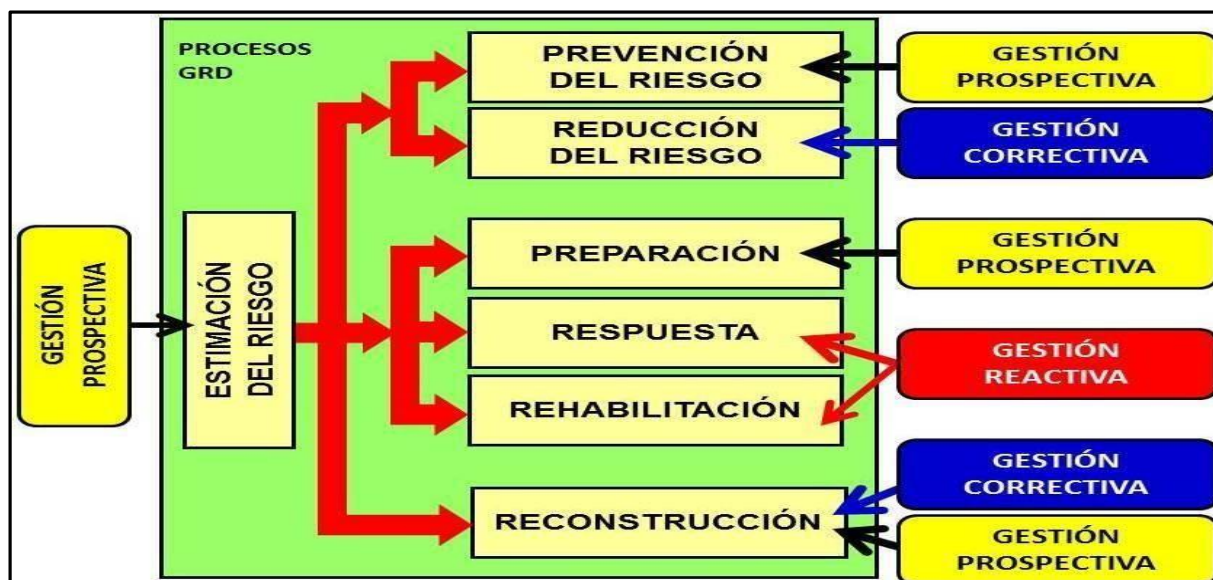 PROCESOS
GRD
GESTIÓN
PROSPECTIVA
ESTIMACIÓN
DEL RIESGO
PREVENCIÓN
DEL RIESGO
REDUCCIÓN
DEL RIESGO
PREPARACIÓN
RESPUESTA
REHABILITACIÓN
RECONSTRUCCIÓN
GESTIÓN
PROSPECTIVA
GESTIÓN
CORRECTIVA
GESTIÓN
PROSPECTIVA
GESTIÓN
REACTIVA
GESTIÓN
CORRECTIVA
GESTIÓN
PROSPECTIVA